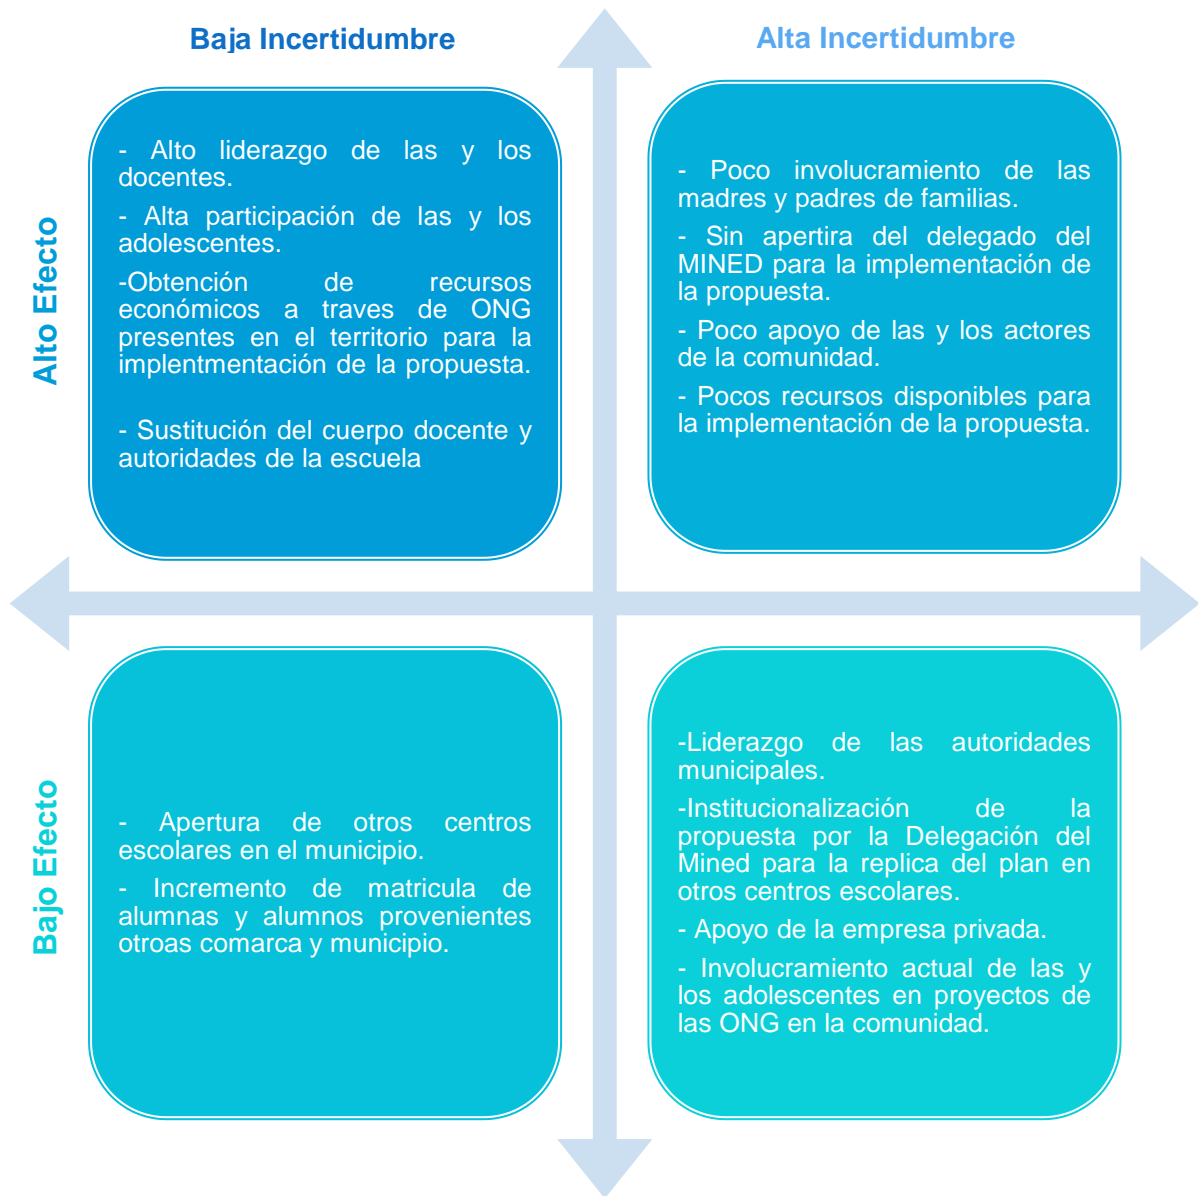 Baja Incertidumbre
Alta Incertidumbre
Alto Efecto
- Alto liderazgo de las y los
docentes.
- Alta participación de las y los
adolescentes.
-Obtención de recursos
económicos a traves de ONG
presentes en el territorio para la
implentmentación de la propuesta.
- Sustitución del cuerpo docente y
autoridades de la escuela
- Poco involucramiento de las
madres y padres de familias.
- Sin apertira del delegado del
MINED para la implementación de
la propuesta.
- Poco apoyo de las y los actores
de la comunidad.
- Pocos recursos disponibles para
la implementación de la propuesta.
Bajo Efecto
- Apertura de otros centros
escolares en el municipio.
- Incremento de matricula de
alumnas y alumnos provenientes
otroas comarca y municipio.
-Liderazgo de las autoridades
municipales.
-Institucionalización de la
propuesta por la Delegación del
Mined para la replica del plan en
otros centros escolares.
- Apoyo de la empresa privada.
- Involucramiento actual de las y
los adolescentes en proyectos de
las ONG en la comunidad.